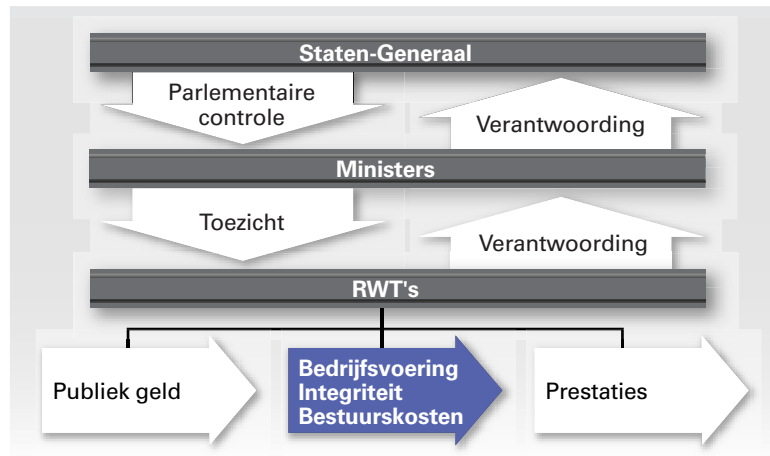 Staten-Generaal
Parlementaire
controle
Verantwoording
Ministers
Toezicht
Verantwoording
RWT's
Publiek geld
Bedrijfsvoering
Integriteit
Bestuurskosten
Prestaties